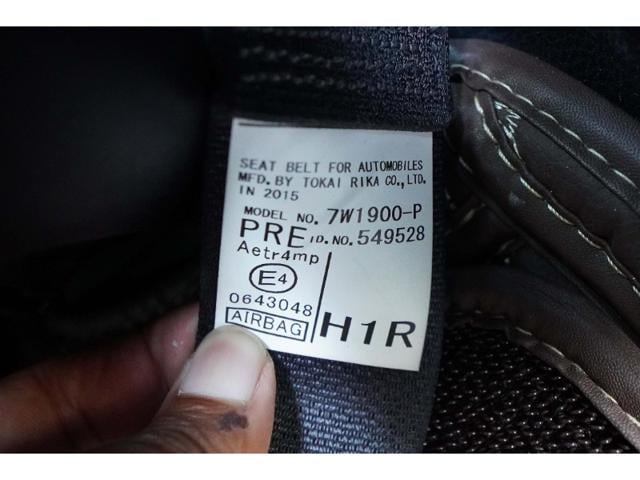 SEAT BELT FOR AUTOMOBILES
MFD. BY TOKAI RIKA CO., LTD.
IN 2015
MODEL NO. 7W1900-P
PRE I.D. NO. 549528
Aetr4mp
E4
0643048
AIRBAG
H1R